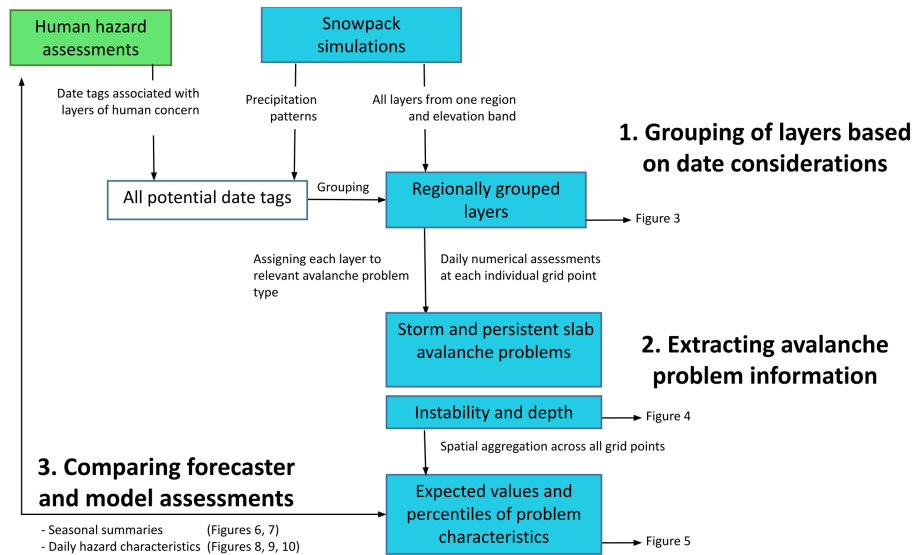 Human hazard
assessments
Snowpack
simulations
Date tags associated with
layers of human concern
Precipitation
patterns
All layers from one region
and elevation band
1. Grouping of layers based
on date considerations
All potential date tags
Grouping
Regionally grouped
layers
Figure 3
Assigning each layer to
relevant avalanche problem
type
Daily numerical assessments
at each individual grid point
Storm and persistent slab
avalanche problems
2. Extracting avalanche
problem information
Instability and depth
Figure 4
Spatial aggregation across all grid points
3. Comparing forecaster
and model assessments
Expected values and
percentiles of problem
characteristics
- Seasonal summaries (Figures 6, 7)
- Daily hazard characteristics (Figures 8, 9, 10)
Figure 5